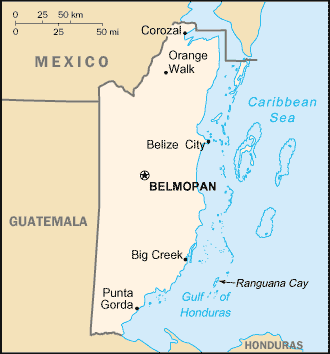 0 25 50 km
0 25 50 mi
Corozal
MEXICO
Orange
Walk
Caribbean
Sea
Belize City
BELMOPAN
GUATEMALA
Big Creek
Ranguana Cay
Punta
Gorda
Gulf of
Honduras
HONDURAS